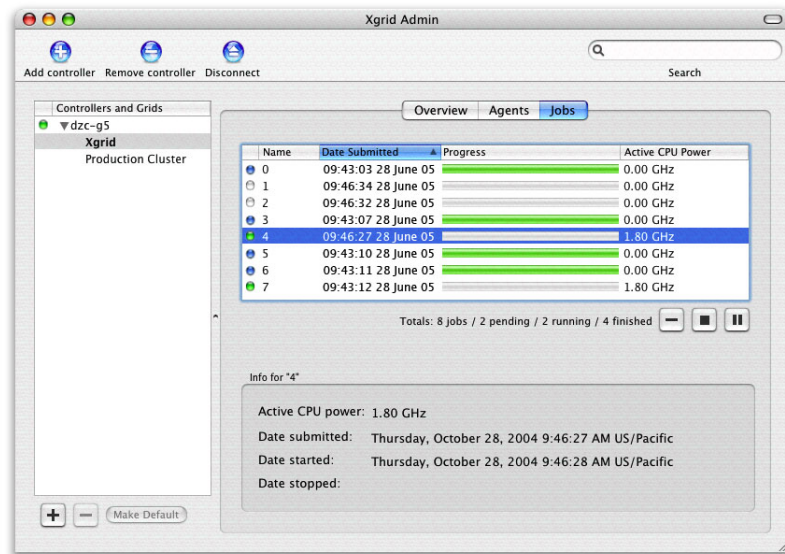 Xgrid Admin
Add controller Remove controller Disconnect
Search
Controllers and Grids
dzc-g5
Xgrid
Production Cluster
Overview Agents Jobs
Name Date Submitted Progress Active CPU Power
0 09:43:03 28 June 05 0.00 GHz
1 09:46:34 28 June 05 0.00 GHz
2 09:46:32 28 June 05 0.00 GHz
3 09:43:07 28 June 05 0.00 GHz
4 09:46:27 28 June 05 1.80 GHz
5 09:43:10 28 June 05 0.00 GHz
6 09:43:11 28 June 05 0.00 GHz
7 09:43:12 28 June 05 1.80 GHz
Totals: 8 jobs / 2 pending / 2 running / 4 finished
Info for "4"
Active CPU power: 1.80 GHz
Date submitted: Thursday, October 28, 2004 9:46:27 AM US/Pacific
Date started: Thursday, October 28, 2004 9:46:28 AM US/Pacific
Date stopped:
Make Default